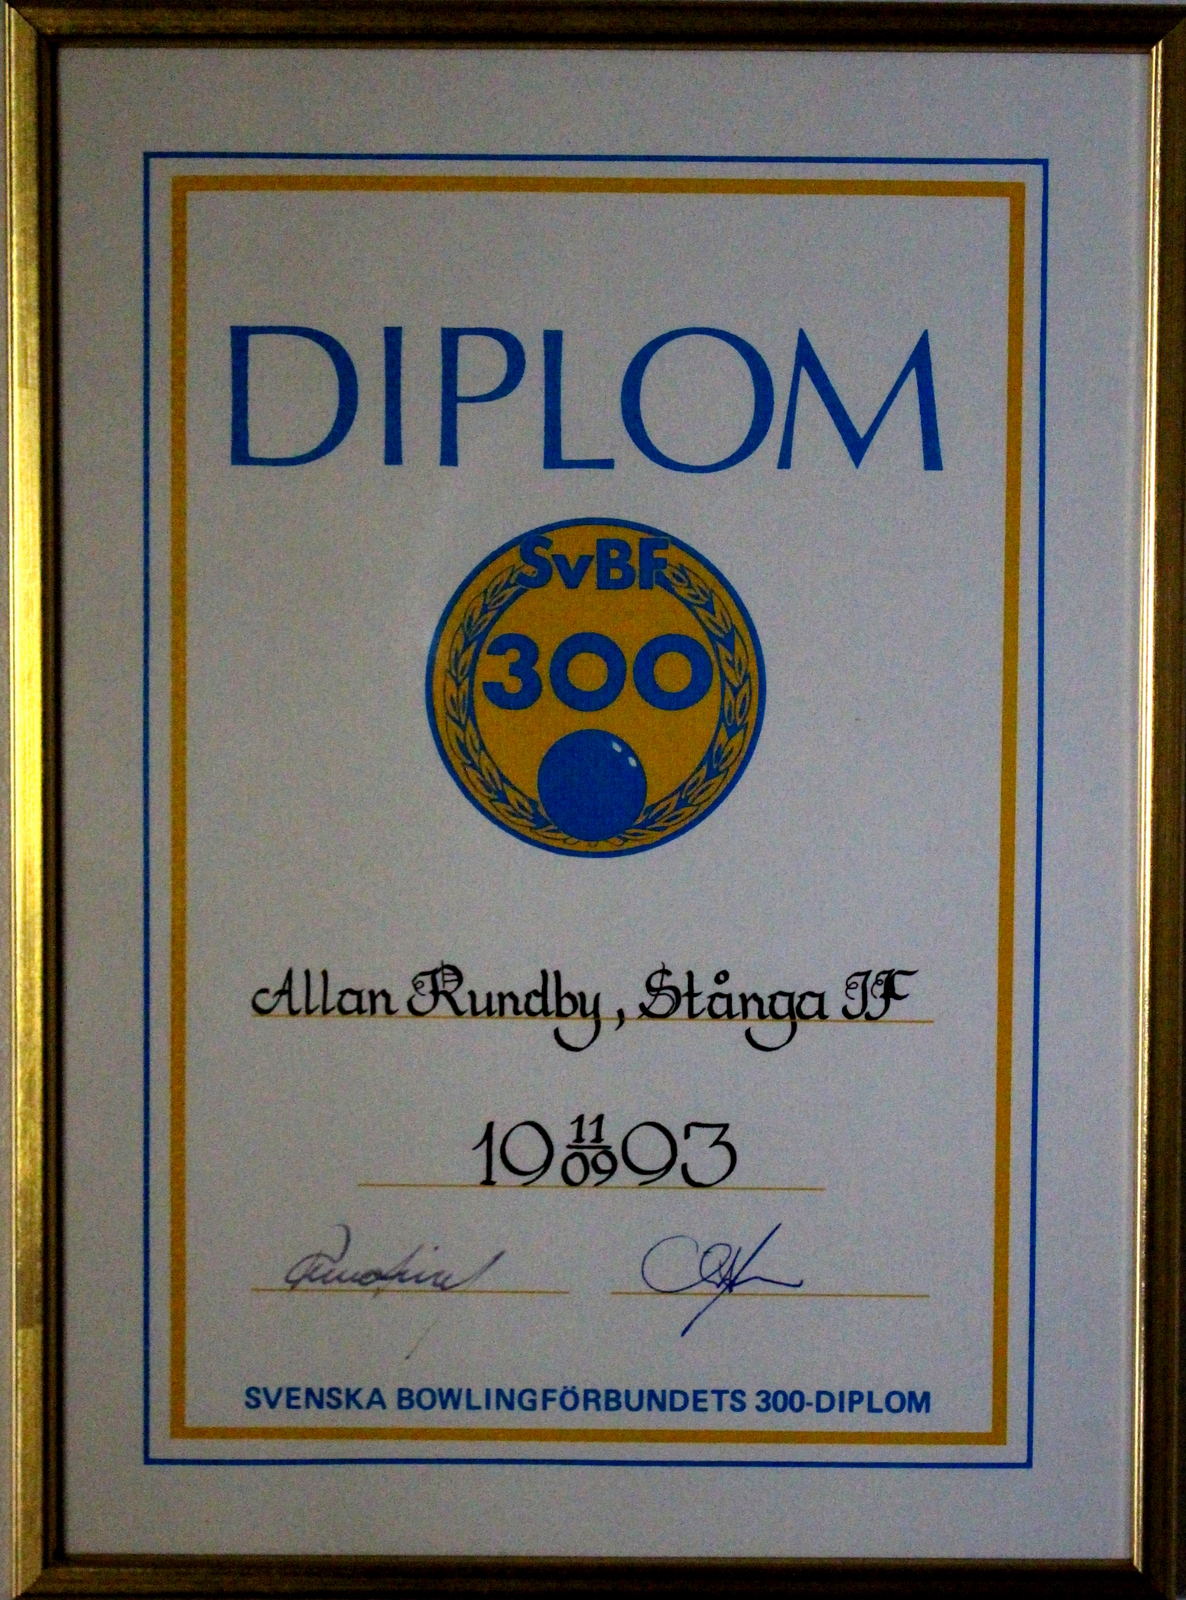 DIPLOM
SvBF
300
Allan Rundby, Stånga IF
19 11/09 93
SVENSKA BOWLINGFÖRBUNDETS 300-DIPLOM